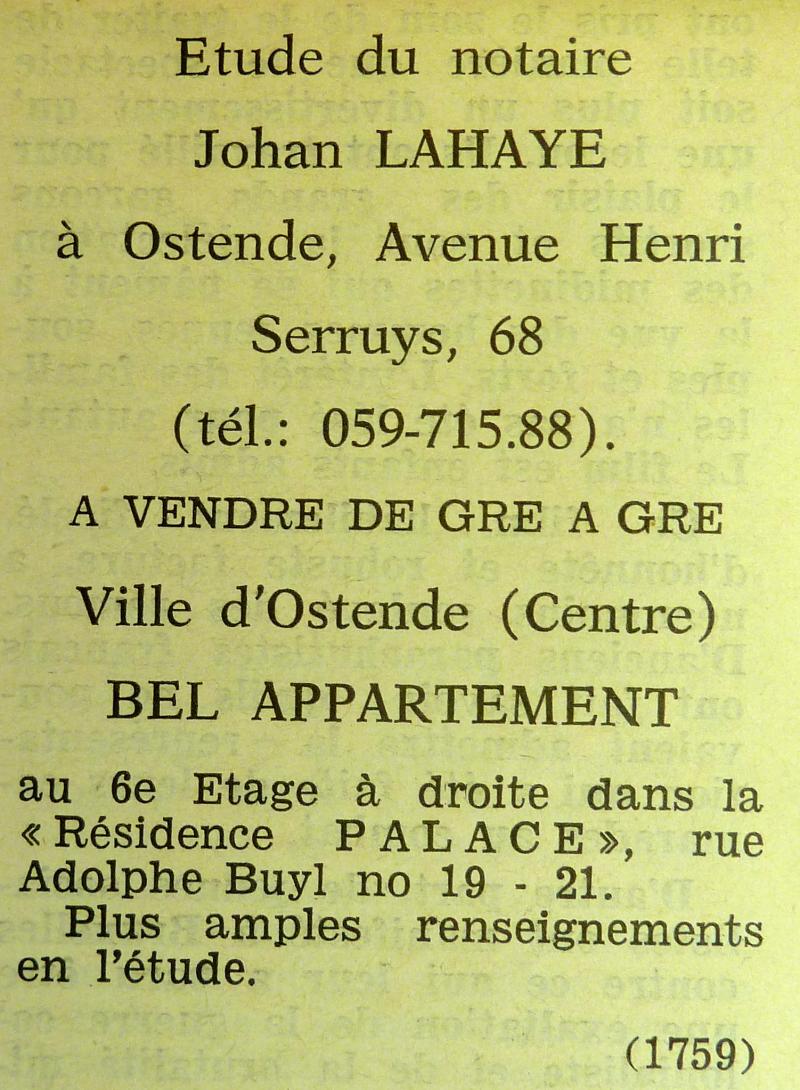 Etude du notaire
Johan LAHAYE
à Ostende, Avenue Henri
Serruys, 68
(tél.: 059-715.88).
A VENDRE DE GRE A GRE
Ville d'Ostende (Centre)
BEL APPARTEMENT
au 6e Etage à droite dans la
« Résidence PALACE», rue
Adolphe Buyl no 19 - 21.
Plus amples renseignements
en l'étude.
(1759)